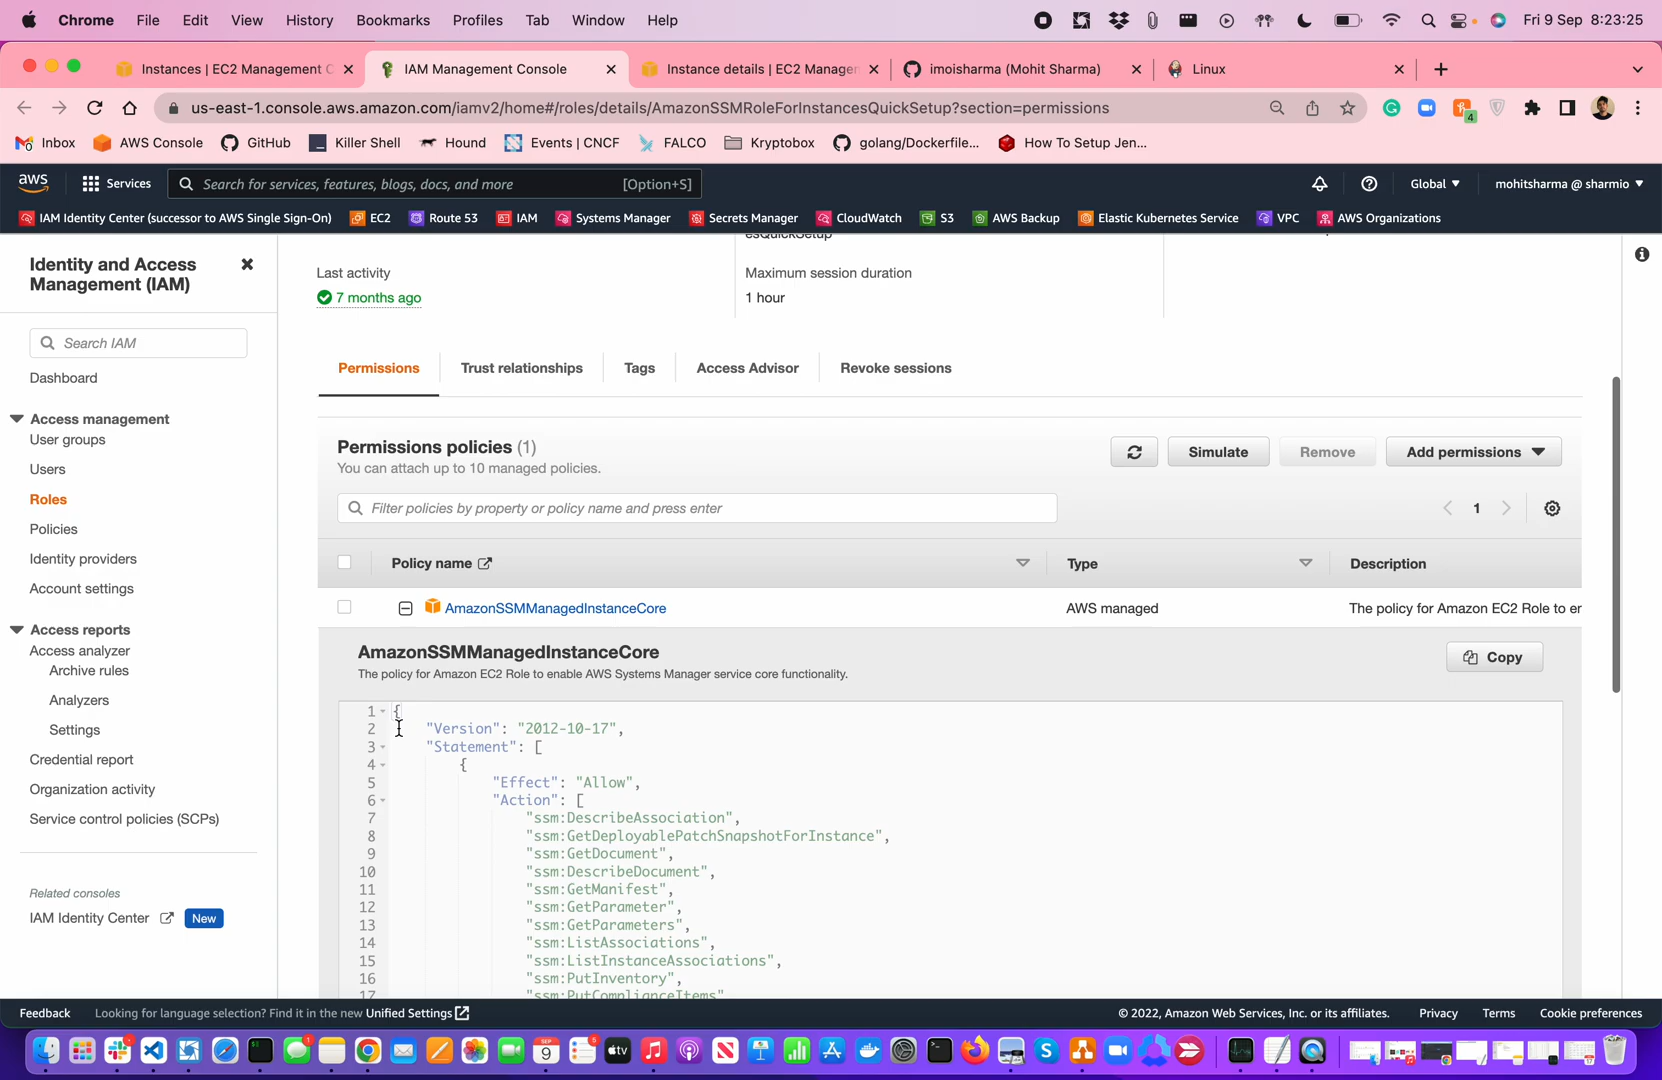 Chrome File Edit View History Bookmarks Profiles Tab Window Help Fri 9 Sep 8:23:25
Instances | EC2 Management C IAM Management Console Instance details | EC2 Manager imoisharma (Mohit Sharma) Linux
us-east-1.console.aws.amazon.com/iamv2/home#/roles/details/AmazonSSMRoleForInstancesQuickSetup?section=permissions 4
Inbox AWS Console GitHub Killer Shell Hound Events | CNCF FALCO Kryptobox golang/Dockerfile... How To Setup Jen...
aws Services Search for services, features, blogs, docs, and more [Option+S] Global mohitsharma @ sharmio
IAM Identity Center (successor to AWS Single Sign-On) EC2 Route 53 IAM Systems Manager Secrets Manager CloudWatch S3 AWS Backup Elastic Kubernetes Service VPC AWS Organizations
Identity and Access
Management (IAM)
Search IAM
Dashboard
Access management
User groups
Users
Roles
Policies
Identity providers
Account settings
Access reports
Access analyzer
Archive rules
Analyzers
Settings
Credential report
Organization activity
Service control policies (SCPs)
Related consoles
IAM Identity Center New
esQuickSetup
Last activity Maximum session duration
7 months ago 1 hour
Permissions Trust relationships Tags Access Advisor Revoke sessions
Permissions policies (1)
You can attach up to 10 managed policies.
Simulate Remove Add permissions
Filter policies by property or policy name and press enter 1
Policy name Type Description
AmazonSSMManagedInstanceCore AWS managed The policy for Amazon EC2 Role to er
AmazonSSMManagedInstanceCore
The policy for Amazon EC2 Role to enable AWS Systems Manager service core functionality.
Copy
1 {
2 "Version": "2012-10-17",
3 "Statement": [
4 {
5 "Effect": "Allow",
6 "Action": [
7 "ssm:DescribeAssociation",
8 "ssm:GetDeployablePatchSnapshotForInstance",
9 "ssm:GetDocument",
10 "ssm:DescribeDocument",
11 "ssm:GetManifest",
12 "ssm:GetParameter",
13 "ssm:GetParameters",
14 "ssm:ListAssociations",
15 "ssm:ListInstanceAssociations",
16 "ssm:PutInventory",
17 "ssm:PutComplianceItems"
Feedback Looking for language selection? Find it in the new Unified Settings © 2022, Amazon Web Services, Inc. or its affiliates. Privacy Terms Cookie preferences